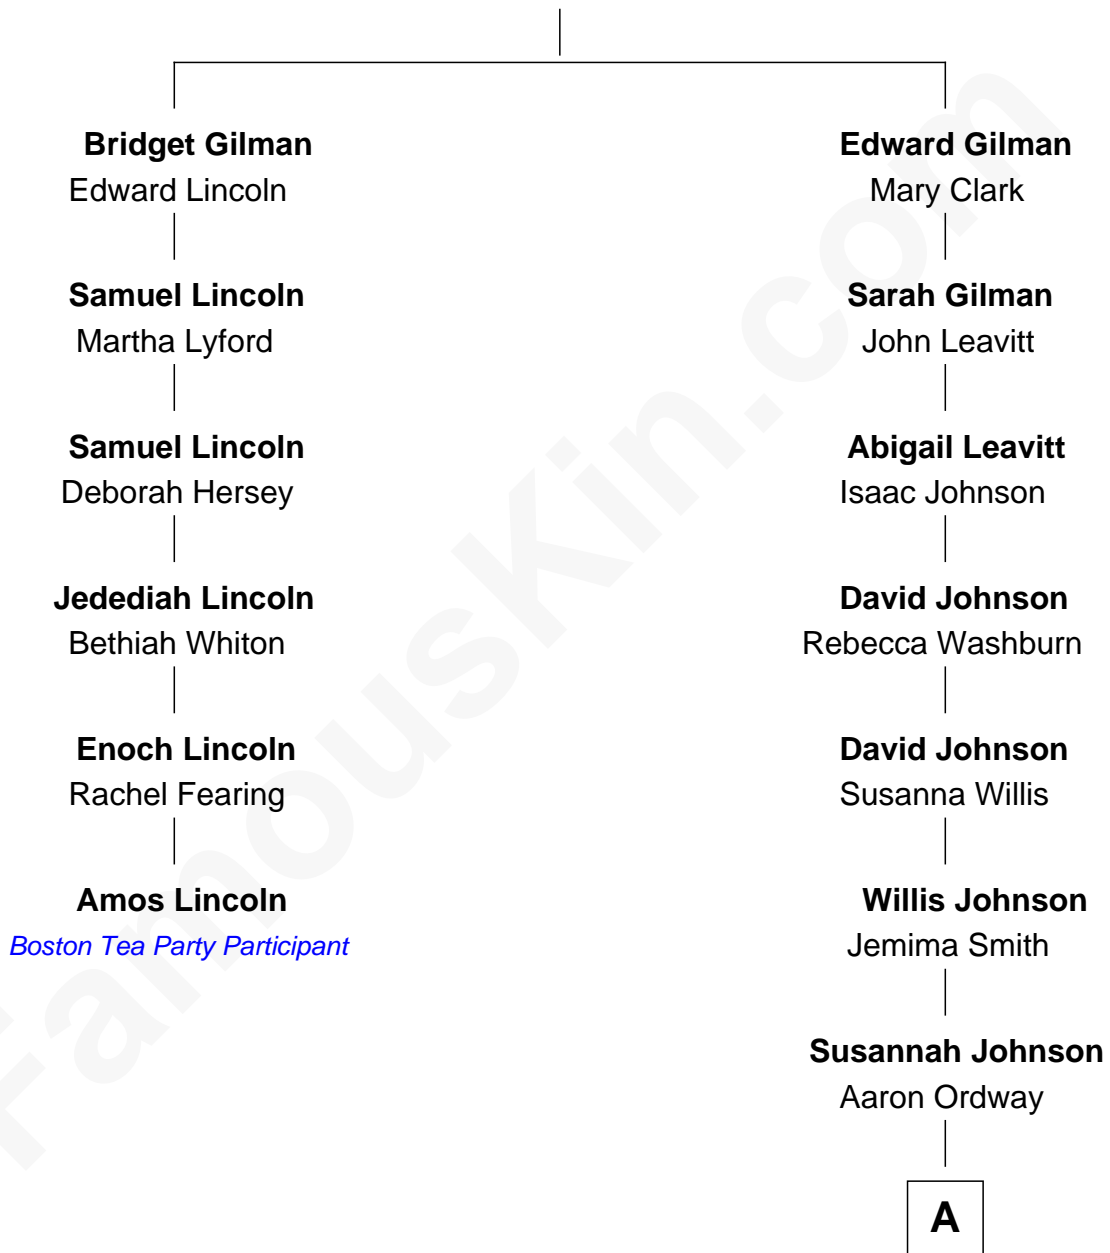 Bridget Gilman
Edward Lincoln
Samuel Lincoln
Martha Lyford
Samuel Lincoln
Deborah Hersey
Jedediah Lincoln
Bethiah Whiton
Enoch Lincoln
Rachel Fearing
Amos Lincoln
Boston Tea Party Participant
Edward Gilman
Mary Clark
Sarah Gilman
John Leavitt
Abigail Leavitt
Isaac Johnson
David Johnson
Rebecca Washburn
David Johnson
Susanna Willis
Willis Johnson
Jemima Smith
Susannah Johnson
Aaron Ordway
A
FamousKin.com